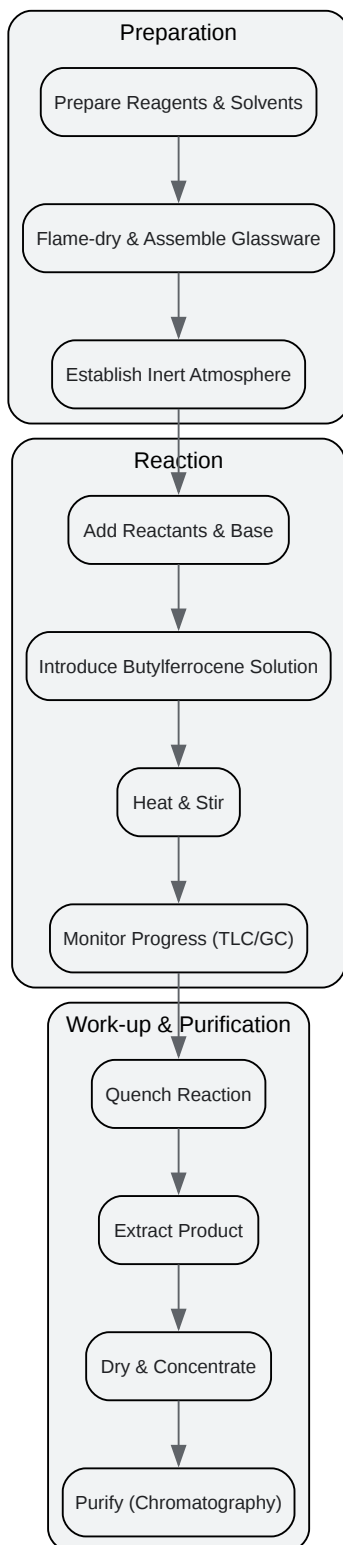 Preparation
Prepare Reagents & Solvents
Flame-dry & Assemble Glassware
Establish Inert Atmosphere
Reaction
Add Reactants & Base
Introduce Butylferrocene Solution
Heat & Stir
Monitor Progress (TLC/GC)
Work-up & Purification
Quench Reaction
Extract Product
Dry & Concentrate
Purify (Chromatography)